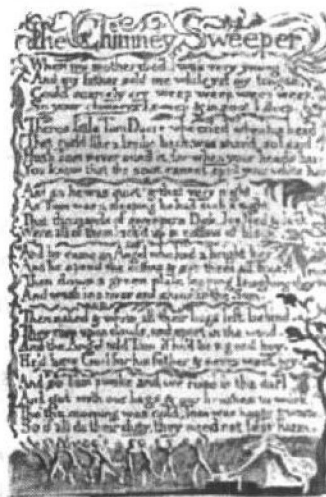 The Chimney Sweeper
When my mother died I was very young
And my father sold me while yet my tongue
Could scarcely cry weep weep weep weep
So your chimneys I sweep & in soot I sleep
Theres little Tom Dacre who cried when his head
That curld like a lambs back was shavd so I said
Hush Tom never mind it for when your heads bare
You know that the soot cannot spoil your white hair
And so he was quiet & that very night
As Tom was a sleeping he had such a sight
That thousands of sweepers Dick Joe Ned
Were all of them lockd up in coffins of
And by came an Angel who had a bright key
And he opend the coffins & set them all free
Then down a green plain leaping laughing
And wash in a river and shine in the Sun
Then naked & white all their bags left behind
They rise upon clouds and sport in the wind
And the Angel told Tom if he'd be a good boy
He'd have God for his father & never want joy
And so Tom awoke and we rose in the dark
And got with our bags & our brushes to work
Tho the morning was cold Tom was happy & warm
So if all do their duty they need not fear harm